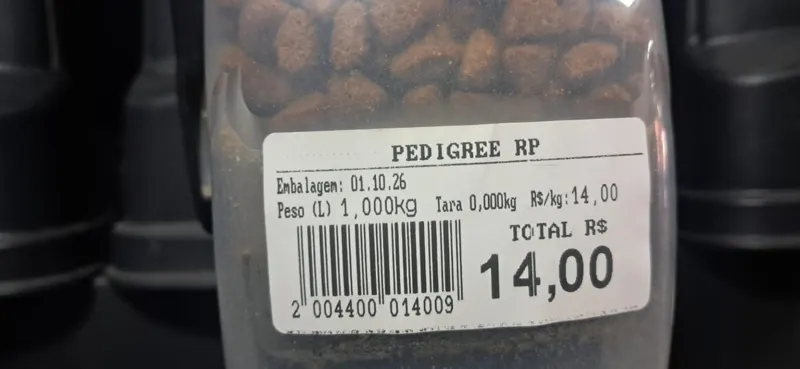 PEDIGREE RP
Embalagem: 01.10.26
Peso (L) 1,000kg Tara 0,000kg R$/kg:14,00
TOTAL R$
14,00
2 004400 014009